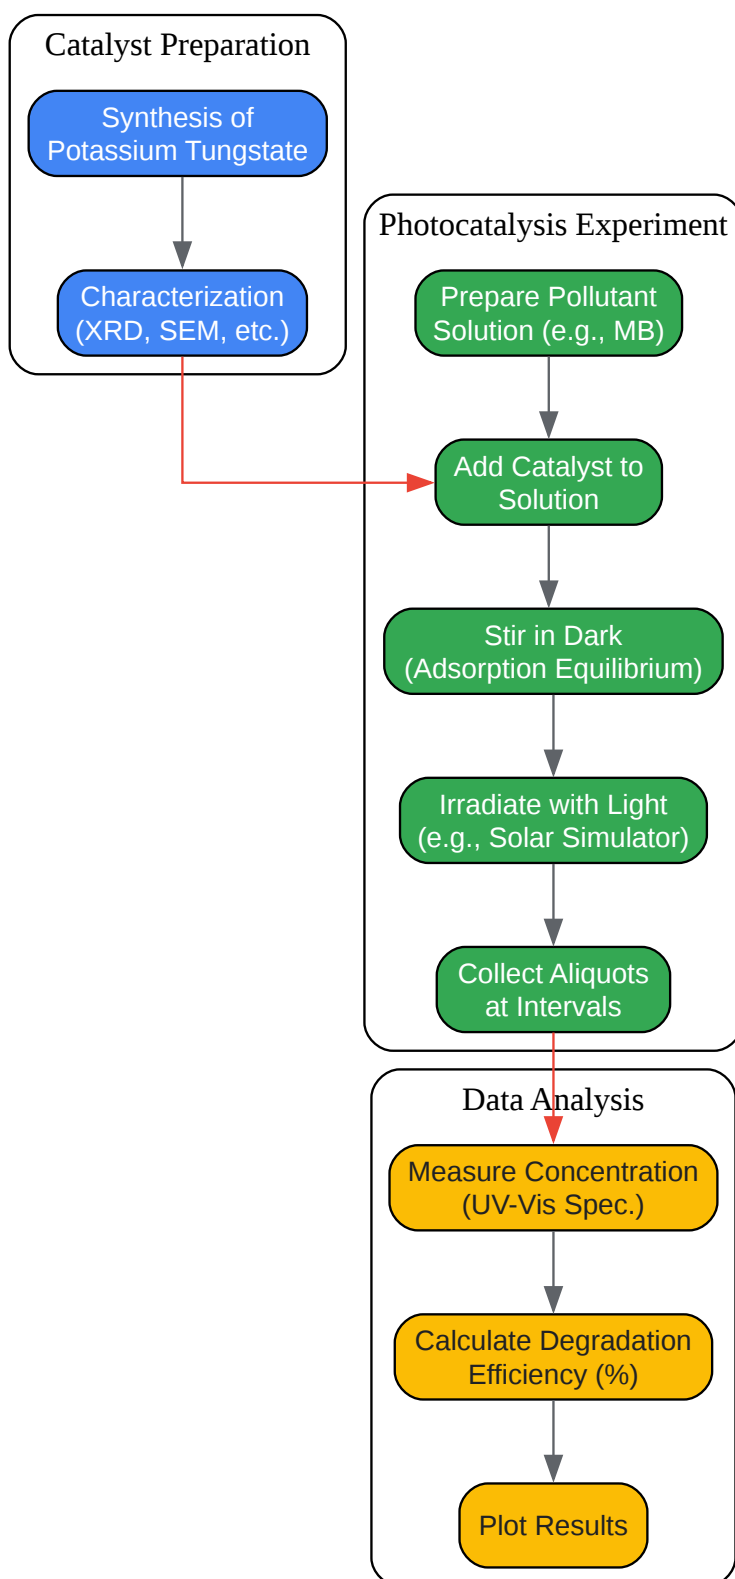 Catalyst Preparation
Synthesis of
Potassium Tungstate
Characterization
(XRD, SEM, etc.)
Photocatalysis Experiment
Prepare Pollutant
Solution (e.g., MB)
Add Catalyst to
Solution
Stir in Dark
(Adsorption Equilibrium)
Irradiate with Light
(e.g., Solar Simulator)
Collect Aliquots
at Intervals
Data Analysis
Measure Concentration
(UV-Vis Spec.)
Calculate Degradation
Efficiency (%)
Plot Results